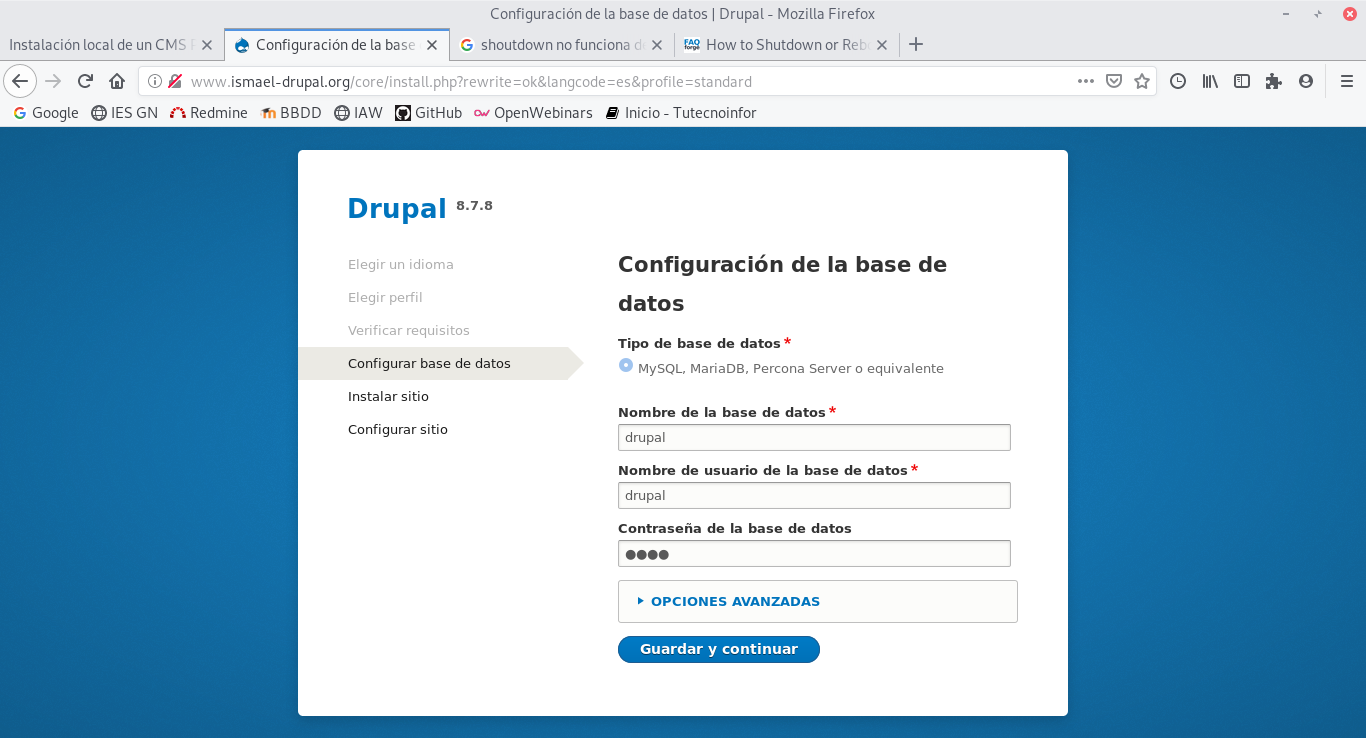 Configuración de la base de datos | Drupal - Mozilla Firefox
Instalación local de un CMS
Configuración de la base
shoutdown no funciona
How to Shutdown or
www.ismael-drupal.org/core/install.php?rewrite=ok&langcode=es&profile=standard
Google IES GN Redmine BBDD IAW GitHub OpenWebinars Inicio - Tutecnoinfor
Drupal 8.7.8
Elegir un idioma
Elegir perfil
Verificar requisitos
Configurar base de datos
Instalar sitio
Configurar sitio
Configuración de la base de
datos
Tipo de base de datos*
MySQL, MariaDB, Percona Server o equivalente
Nombre de la base de datos*
drupal
Nombre de usuario de la base de datos*
drupal
Contraseña de la base de datos
●●●●
OPCIONES AVANZADAS
Guardar y continuar